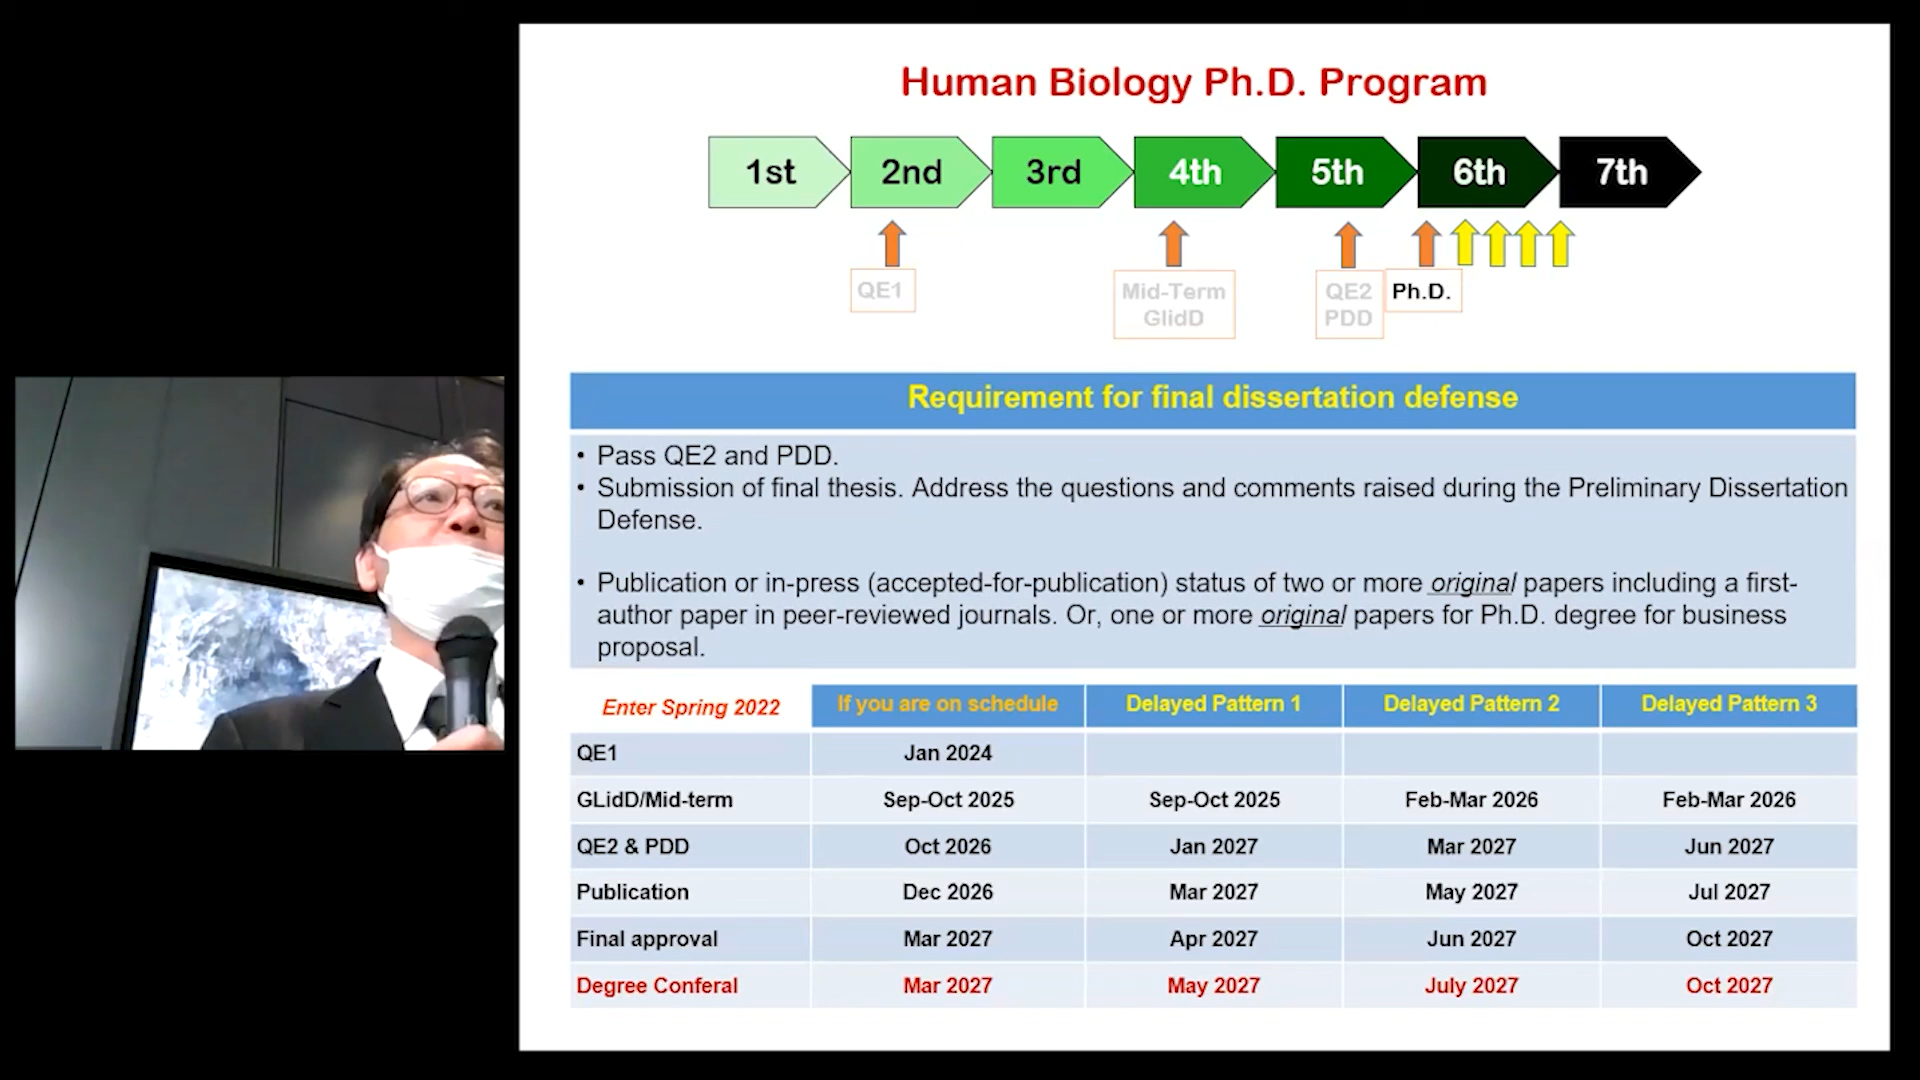 Human Biology Ph.D. Program
1st 2nd 3rd 4th 5th 6th 7th
QE1 Mid-Term QE2 Ph.D.
GlidD PDD
Requirement for final dissertation defense
• Pass QE2 and PDD.
• Submission of final thesis. Address the questions and comments raised during the Preliminary Dissertation
Defense.
• Publication or in-press (accepted-for-publication) status of two or more original papers including a first-
author paper in peer-reviewed journals. Or, one or more original papers for Ph.D. degree for business
proposal.
Enter Spring 2022 If you are on schedule Delayed Pattern 1 Delayed Pattern 2 Delayed Pattern 3
QE1 Jan 2024
GLidD/Mid-term Sep-Oct 2025 Sep-Oct 2025 Feb-Mar 2026 Feb-Mar 2026
QE2 & PDD Oct 2026 Jan 2027 Mar 2027 Jun 2027
Publication Dec 2026 Mar 2027 May 2027 Jul 2027
Final approval Mar 2027 Apr 2027 Jun 2027 Oct 2027
Degree Conferal Mar 2027 May 2027 July 2027 Oct 2027